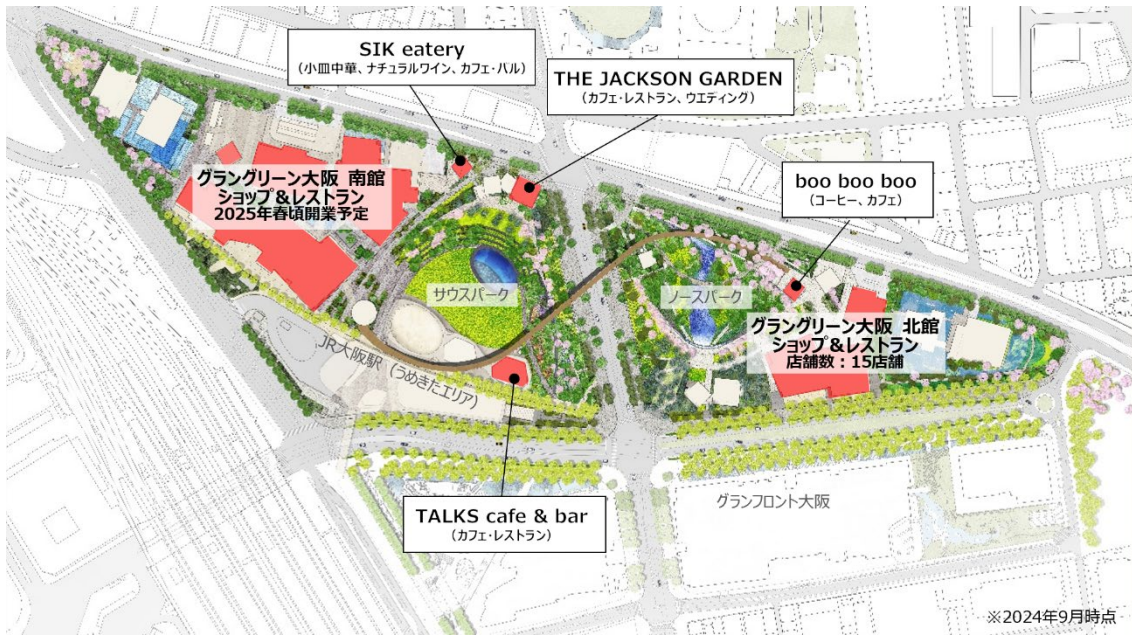 SIK eatery
（小皿中華、ナチュラルワイン、カフェ・バル）
THE JACKSON GARDEN
（カフェ・レストラン、ウエディング）
boo boo boo
（コーヒー、カフェ）
グラングリーン大阪 南館
ショップ＆レストラン
2025年春頃開業予定
サウスパーク
ノースパーク
グラングリーン大阪 北館
ショップ＆レストラン
店舗数：15店舗
JR大阪駅（うめきたエリア）
TALKS cafe & bar
（カフェ・レストラン）
グランフロント大阪
※2024年9月時点